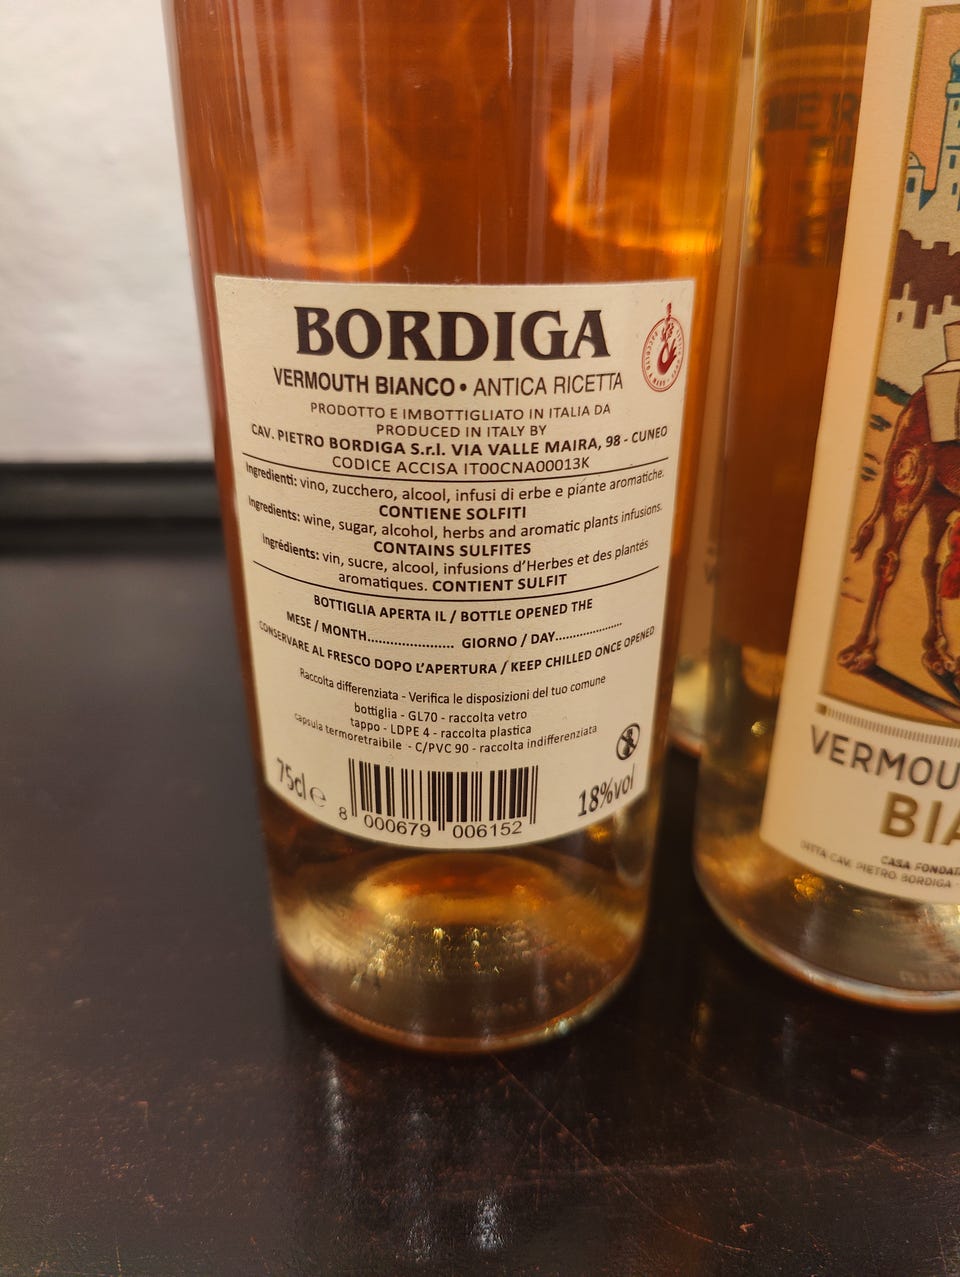 BORDIGA
VERMOUTH BIANCO • ANTICA RICETTA
PRODOTTO E IMBOTTIGLIATO IN ITALIA DA
PRODUCED IN ITALY BY
CAV. PIETRO BORDIGA S.r.l. VIA VALLE MAIRA, 98 - CUNEO
CODICE ACCISA IT00CNA00013K
Ingredienti: vino, zucchero, alcool, infusi di erbe e piante aromatiche.
CONTIENE SOLFITI
Ingredients: wine, sugar, alcohol, herbs and aromatic plants infusions.
CONTAINS SULFITES
Ingrédients: vin, sucre, alcool, infusions d'Herbes et des plantés
aromatiques. CONTIENT SULFIT
BOTTIGLIA APERTA IL / BOTTLE OPENED THE
MESE / MONTH...................... GIORNO / DAY.....................
CONSERVARE AL FRESCO DOPO L'APERTURA / KEEP CHILLED ONCE OPENED
Raccolta differenziata - Verifica le disposizioni del tuo comune
bottiglia - GL70 - raccolta vetro
tappo - LDPE 4 - raccolta plastica
capsula termoretraibile - C/PVC 90 - raccolta indifferenziata
75cl e
18%vol
8 000679 006152
VERMOU
BIA
DITTA CAV. PIETRO BORDIGA -
CASA FONDAT